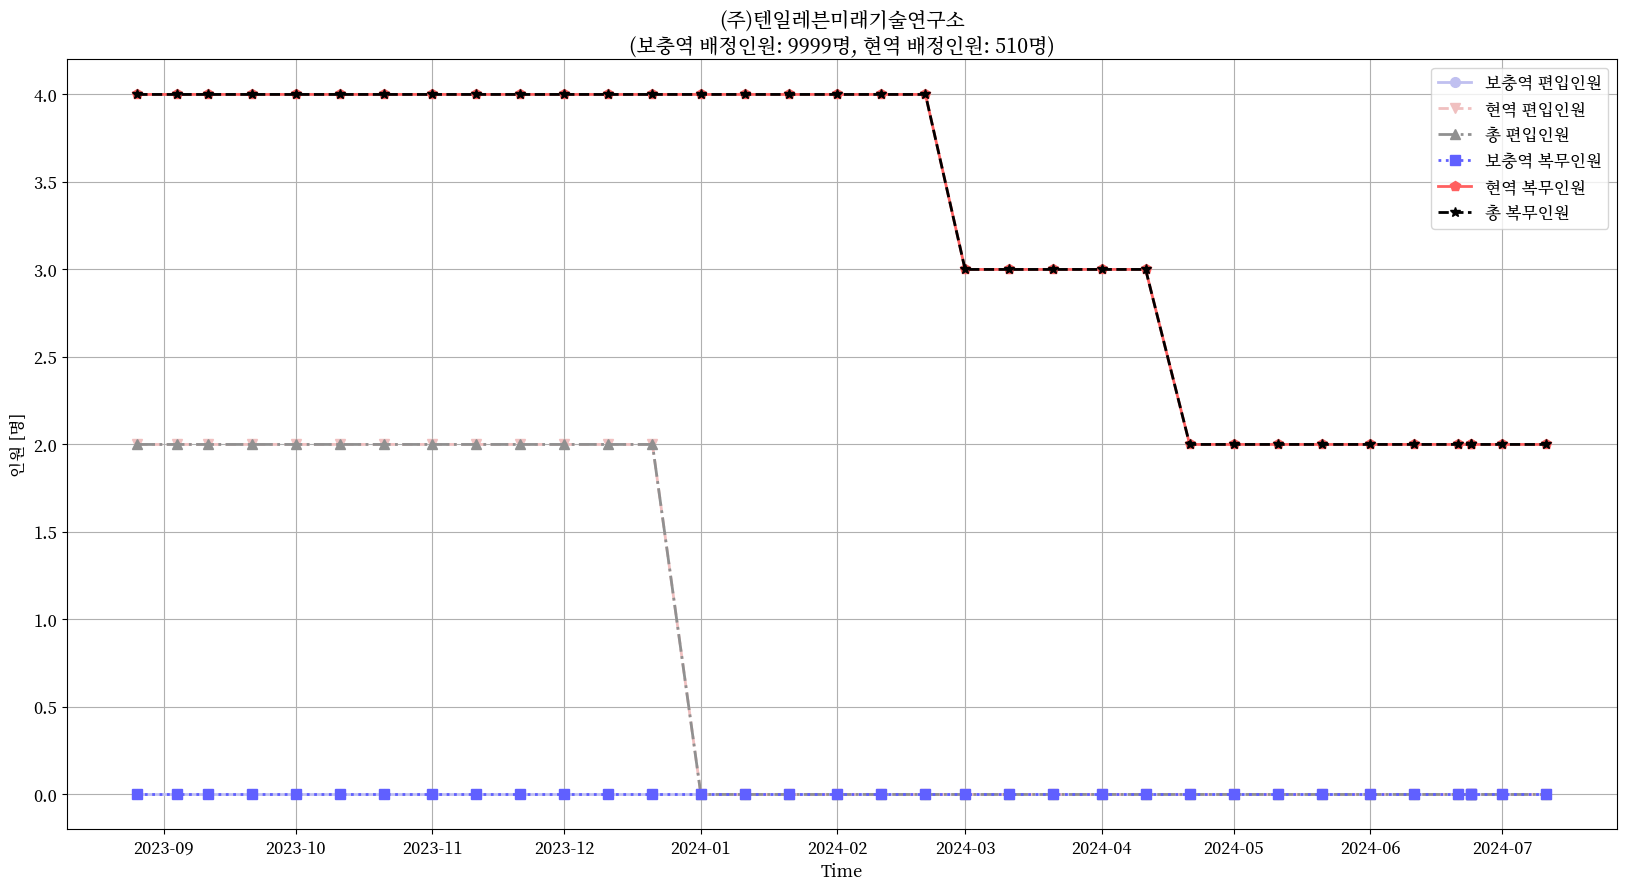 (주)텐일레븐미래기술연구소
(보충역 배정인원: 9999명, 현역 배정인원: 510명)
4.0
3.5
3.0
2.5
2.0
1.5
1.0
0.5
0.0
인원 [명]
보충역 편입인원
현역 편입인원
총 편입인원
보충역 복무인원
현역 복무인원
총 복무인원
2023-09 2023-10 2023-11 2023-12 2024-01 2024-02 2024-03 2024-04 2024-05 2024-06 2024-07
Time